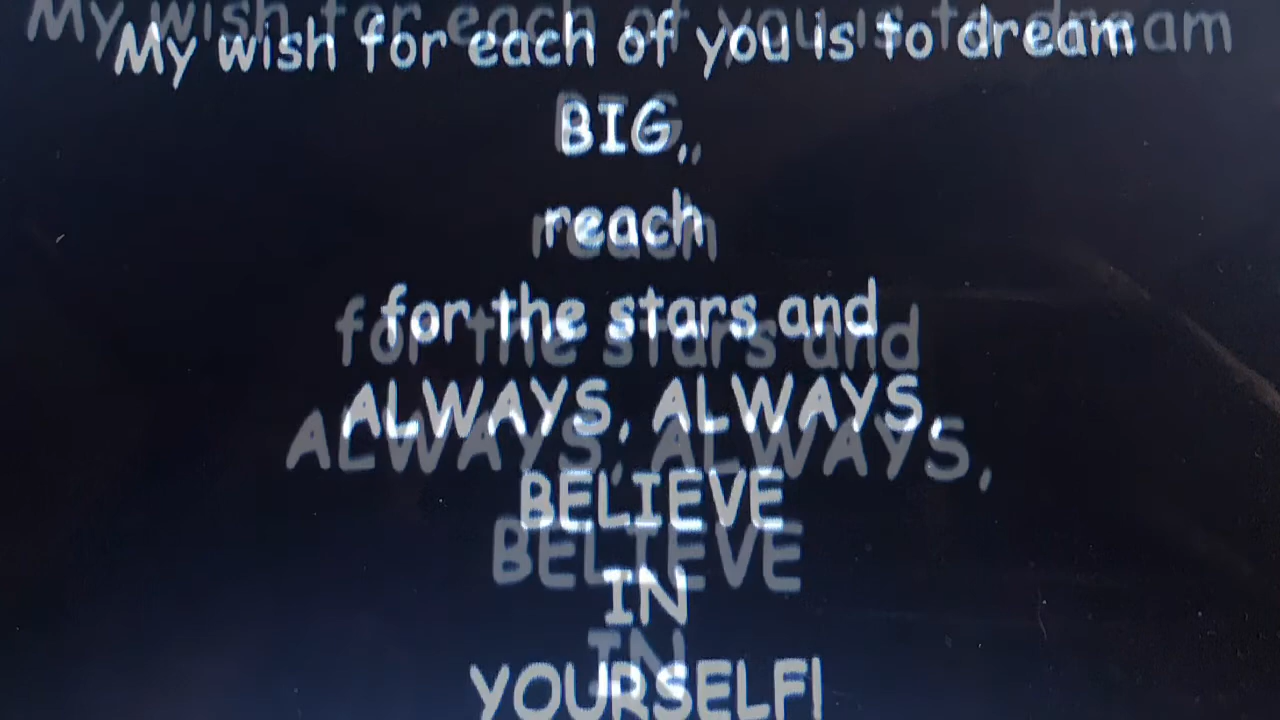 My wish for each of you is to dream
BIG,
reach
for the stars and
ALWAYS, ALWAYS,
BELIEVE
IN
YOURSELF!